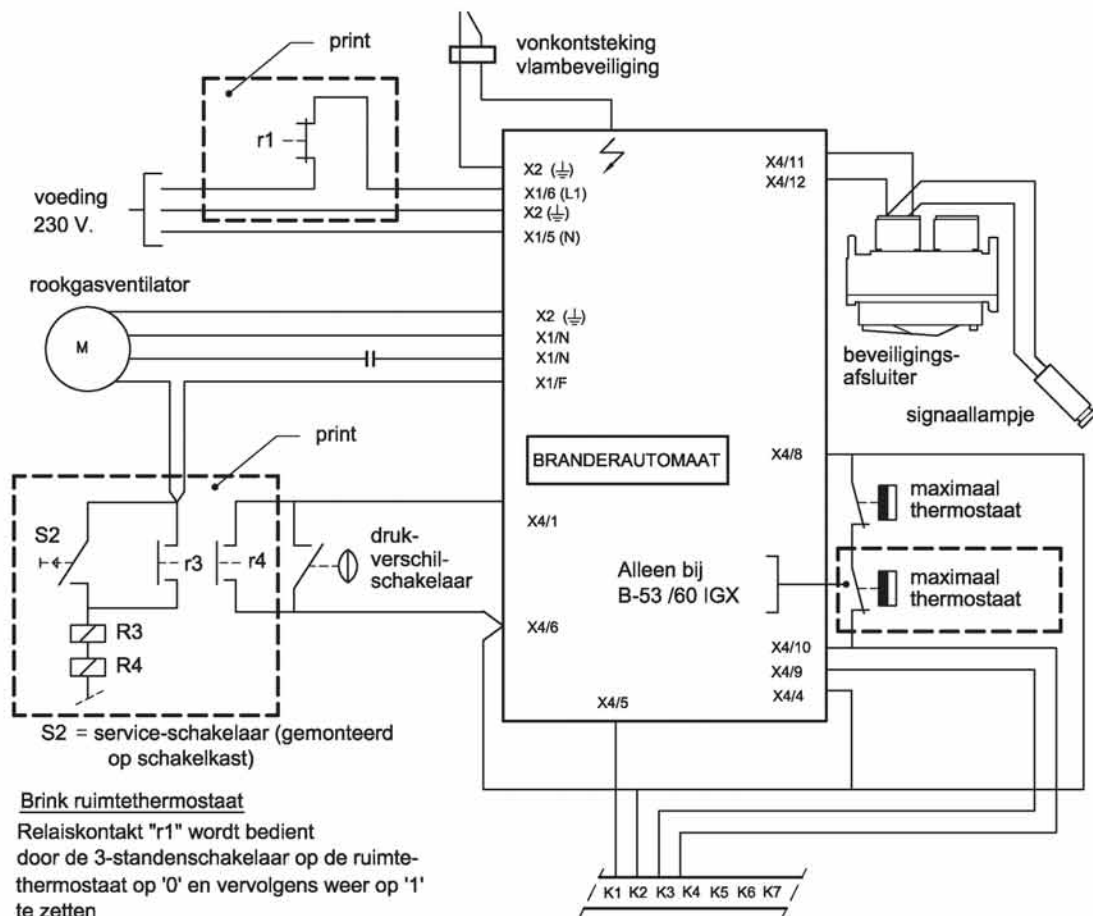 print
vonkontsteking
vlambeveiliging
r1
voeding
230 V.
X2
X1/6 (L1)
X2
X1/5 (N)
X4/11
X4/12
rookgasventilator
M
X2
X1/N
X1/N
X1/F
beveiligings-
afsluiter
signaallampje
print
BRANDERAUTOMAAT
X4/8
S2
r3
r4
X4/1
druk-
verschil-
schakelaar
maximaal
thermostaat
Alleen bij
B-53 /60 IGX
maximaal
thermostaat
R3
R4
X4/6
X4/10
X4/9
X4/4
X4/5
S2 = service-schakelaar (gemonteerd
op schakelkast)
Brink ruimtethermostaat
Relaiskontakt "r1" wordt bedient
door de 3-standenschakelaar op de ruimte-
thermostaat op '0' en vervolgens weer op '1'
te zetten
K1 K2 K3 K4 K5 K6 K7